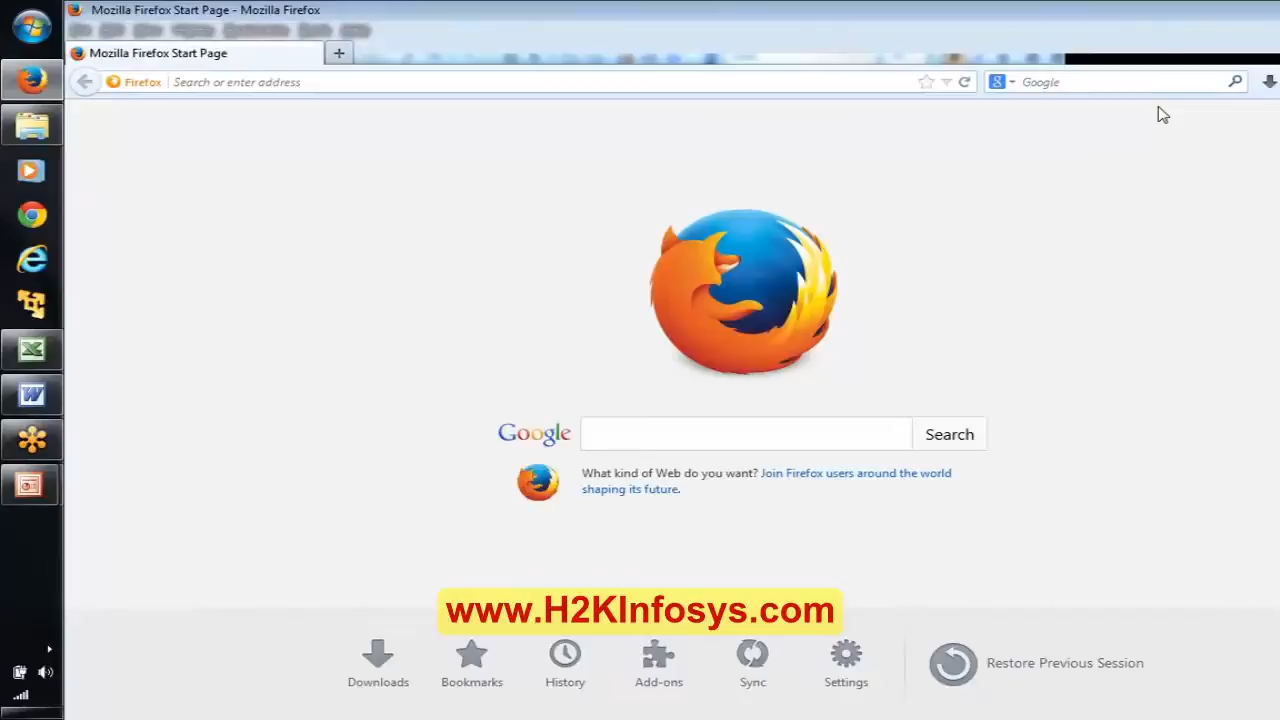 Mozilla Firefox Start Page - Mozilla Firefox
Mozilla Firefox Start Page
Firefox
Search or enter address
Google
Google
Search
What kind of Web do you want? Join Firefox users around the world
shaping its future.
www.H2KInfosys.com
Downloads
Bookmarks
History
Add-ons
Sync
Settings
Restore Previous Session